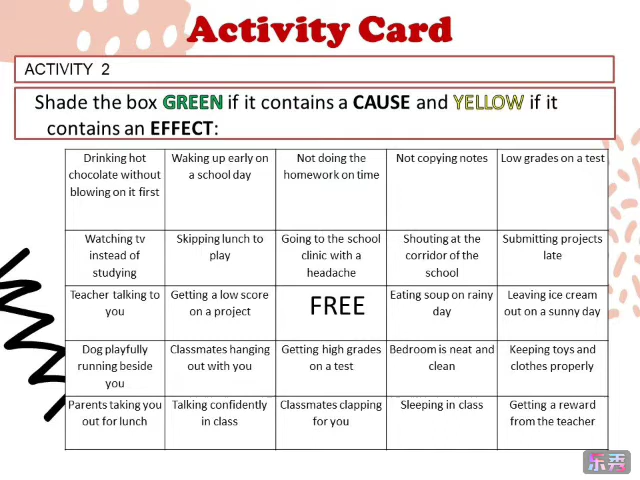 Activity Card
ACTIVITY 2
Shade the box GREEN if it contains a CAUSE and YELLOW if it
contains an EFFECT:
Drinking hot
chocolate without
blowing on it first
Waking up early on
a school day
Not doing the
homework on time
Not copying notes
Low grades on a test
Watching tv
instead of
studying
Skipping lunch to
play
Going to the school
clinic with a
headache
Shouting at the
corridor of the
school
Submitting projects
late
Teacher talking to
you
Getting a low score
on a project
FREE
Eating soup on rainy
day
Leaving ice cream
out on a sunny day
Dog playfully
running beside
you
Classmates hanging
out with you
Getting high grades
on a test
Bedroom is neat and
clean
Keeping toys and
clothes properly
Parents taking you
out for lunch
Talking confidently
in class
Classmates clapping
for you
Sleeping in class
Getting a reward
from the teacher
乐秀